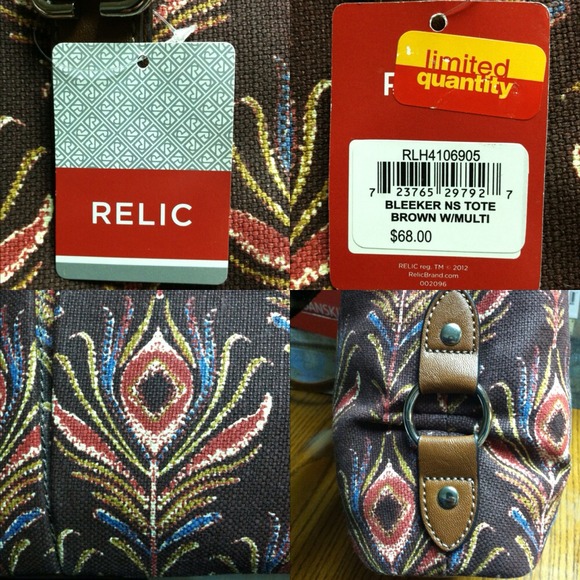 RELIC
limited
quantity
RLH4106905
7 23765 29792 7
BLEEKER NS TOTE
BROWN W/MULTI
$68.00
RELIC reg. TM © 2012
RelicBrand.com
002096